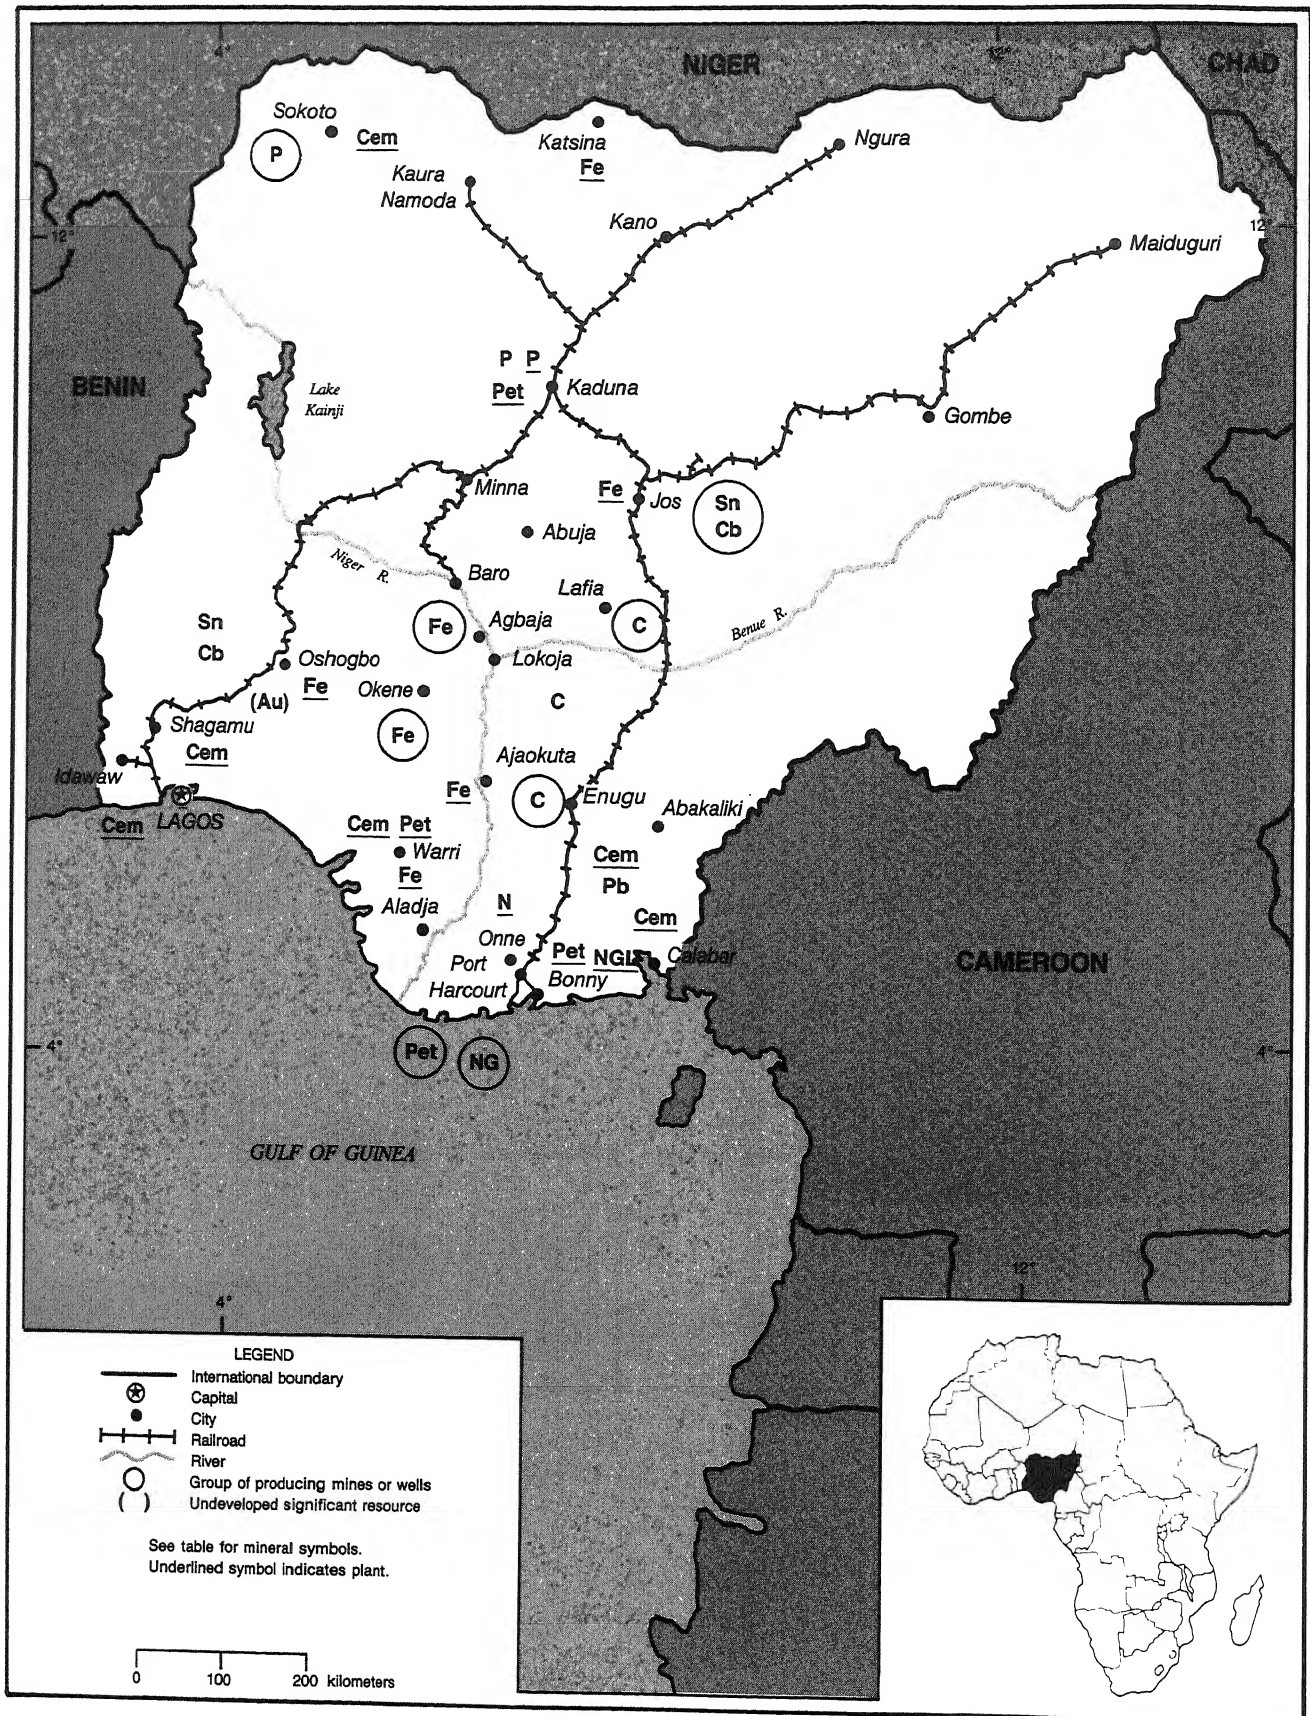 NIGER
CHAD
4°
12°
Sokoto
P
Cem
Katsina
Fe
Ngura
Kaura
Namoda
Kano
12°
12°
Maiduguri
BENIN
P P
Pet
Kaduna
Lake
Kainji
Gombe
Minna
Fe
Jos
Sn
Cb
Abuja
Niger R.
Baro
Lafia
Fe
Agbaja
C
Benue R.
Sn
Cb
Oshogbo
Lokoja
Fe
(Au)
Okene
C
Fe
Shagamu
Cem
Idawaw
Ajaokuta
Fe
C
Enugu
Abakaliki
Cem
LAGOS
Cem Pet
Warri
Fe
Aladja
Cem
Pb
N
Cem
Onne
Pet
NGL
Calabar
Port
Harcourt
Bonny
CAMEROON
Pet
NG
4°
4°
GULF OF GUINEA
4°
12°
LEGEND
International boundary
Capital
City
Railroad
River
Group of producing mines or wells
( ) Undeveloped significant resource
See table for mineral symbols.
Underlined symbol indicates plant.
0 100 200 kilometers